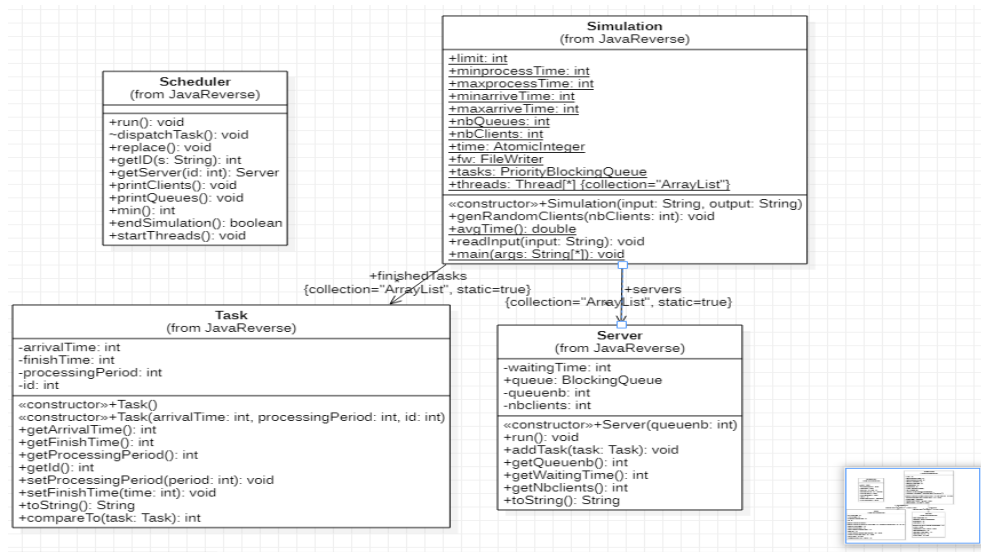 Simulation
(from JavaReverse)
+limit: int
+minprocessTime: int
+maxprocessTime: int
+minarriveTime: int
+maxarriveTime: int
+nbQueues: int
+nbClients: int
+time: AtomicInteger
+fw: FileWriter
+tasks: PriorityBlockingQueue
+threads: Thread[*] {collection="ArrayList"}
«constructor»+Simulation(input: String, output: String)
+genRandomClients(nbClients: int): void
+avgTime(): double
+readInput(input: String): void
+main(args: String[*]): void
Scheduler
(from JavaReverse)
+run(): void
~dispatchTask(): void
+replace(): void
+getID(s: String): int
+getServer(id: int): Server
+printClients(): void
+printQueues(): void
+min(): int
+endSimulation(): boolean
+startThreads(): void
+finishedTasks
{collection="ArrayList", static=true}
+servers
{collection="ArrayList", static=true}
Task
(from JavaReverse)
-arrivalTime: int
-finishTime: int
-processingPeriod: int
-id: int
«constructor»+Task()
«constructor»+Task(arrivalTime: int, processingPeriod: int, id: int)
+getArrivalTime(): int
+getFinishTime(): int
+getProcessingPeriod(): int
+getId(): int
+setProcessingPeriod(period: int): void
+setFinishTime(time: int): void
+toString(): String
+compareTo(task: Task): int
Server
(from JavaReverse)
-waitingTime: int
+queue: BlockingQueue
-queuenb: int
-nbclients: int
«constructor»+Server(queuenb: int)
+run(): void
+addTask(task: Task): void
+getQueuenb(): int
+getWaitingTime(): int
+getNbclients(): int
+toString(): String